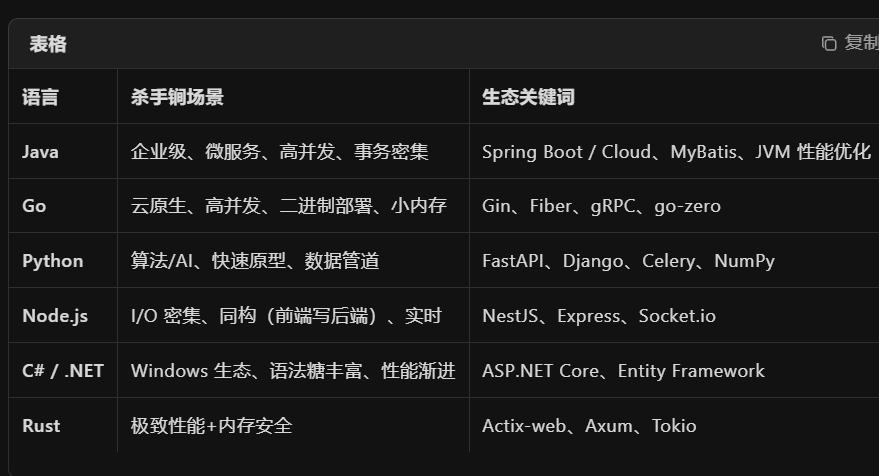 表格 复制
语言 杀手锏场景 生态关键词
Java 企业级、微服务、高并发、事务密集 Spring Boot / Cloud、MyBatis、JVM 性能优化
Go 云原生、高并发、二进制部署、小内存 Gin、Fiber、gRPC、go-zero
Python 算法/AI、快速原型、数据管道 FastAPI、Django、Celery、NumPy
Node.js I/O 密集、同构（前端写后端）、实时 NestJS、Express、Socket.io
C# / .NET Windows 生态、语法糖丰富、性能渐进 ASP.NET Core、Entity Framework
Rust 极致性能+内存安全 Actix-web、Axum、Tokio